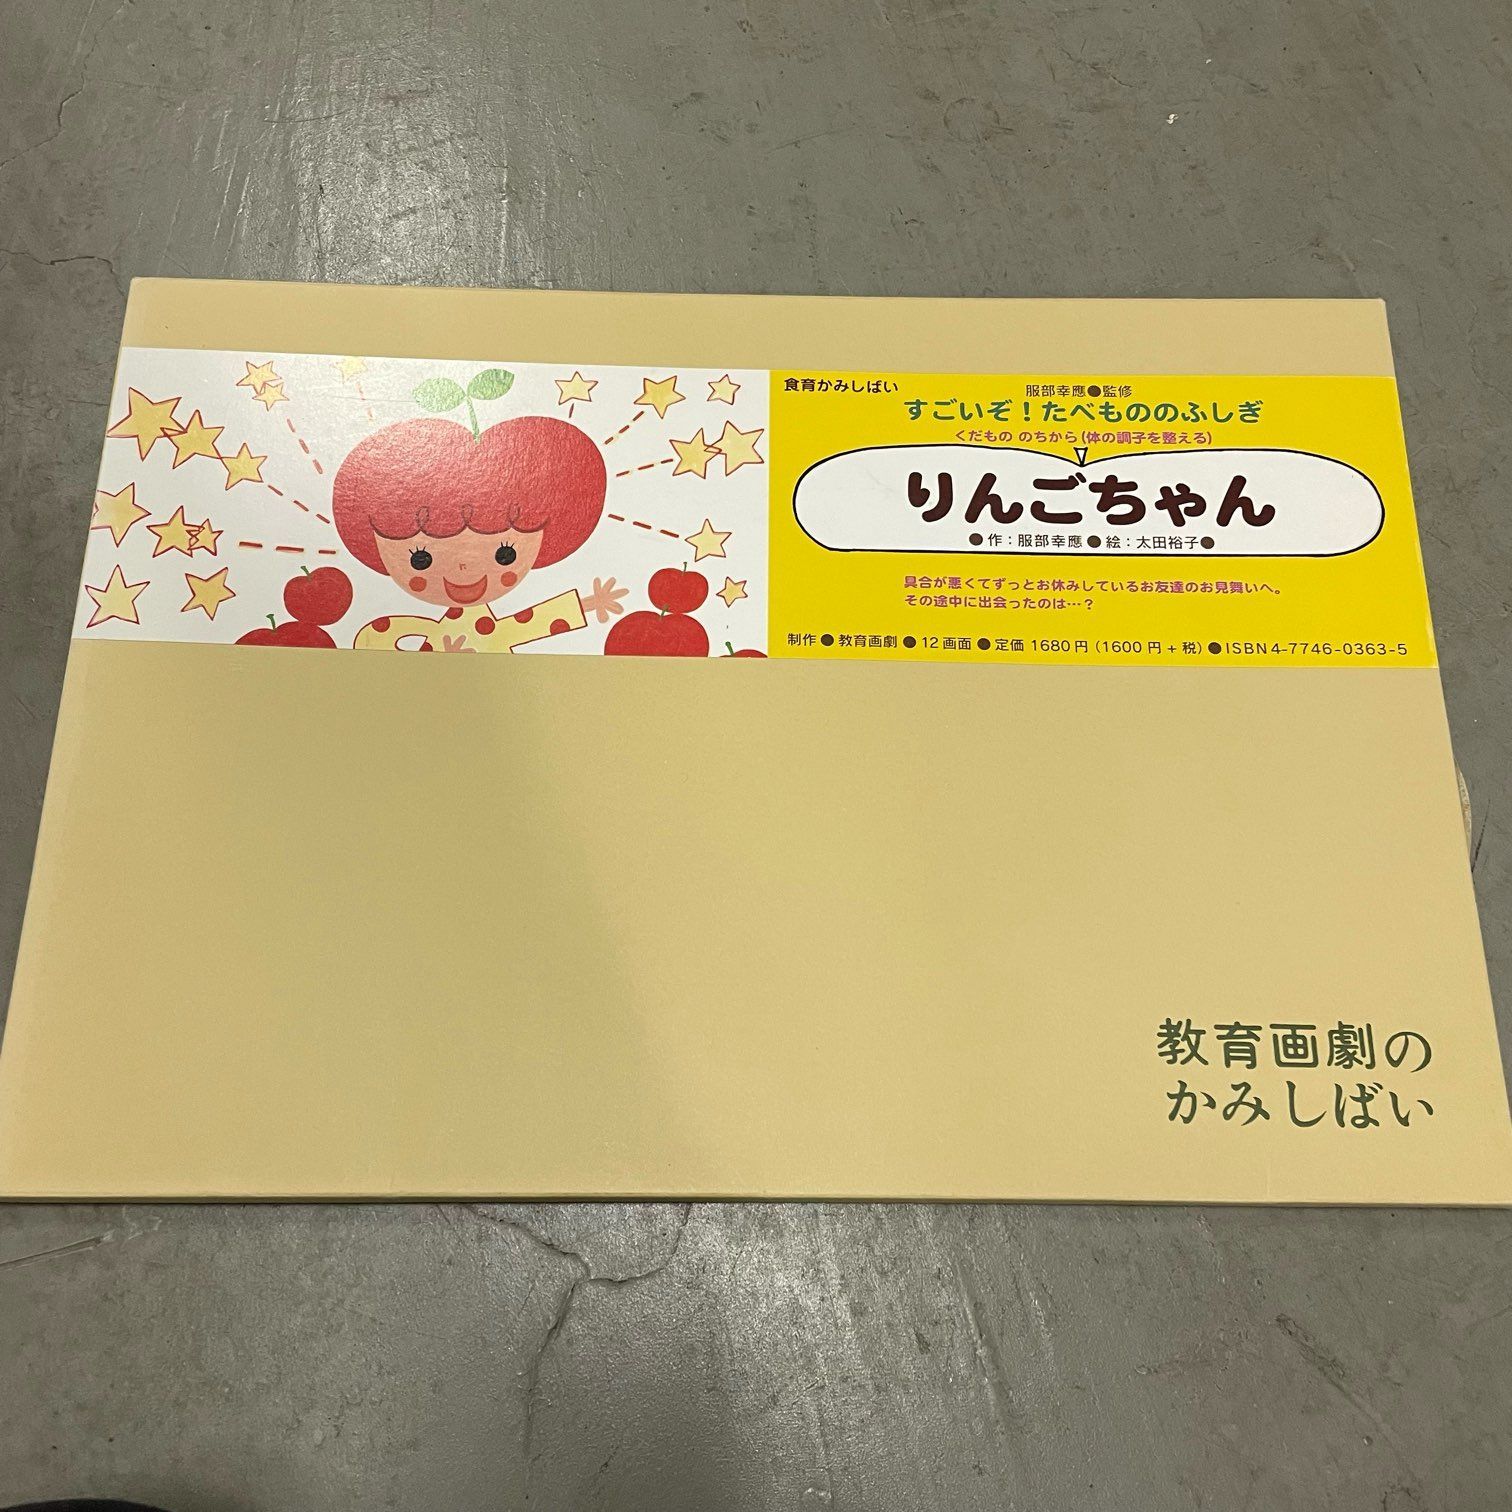 食育かみしばい
服部幸應●監修
すごいぞ！たべもののふしぎ
くだもの のちから(体の調子を整える)
りんごちゃん
●作：服部幸應●絵：太田裕子●
具合が悪くてずっとお休みしているお友達のお見舞いへ。
その途中に出会ったのは…？
制作●教育画劇●12画面●定価 1680円（1600円+税）●ISBN4-7746-0363-5
教育画劇の
かみしばい